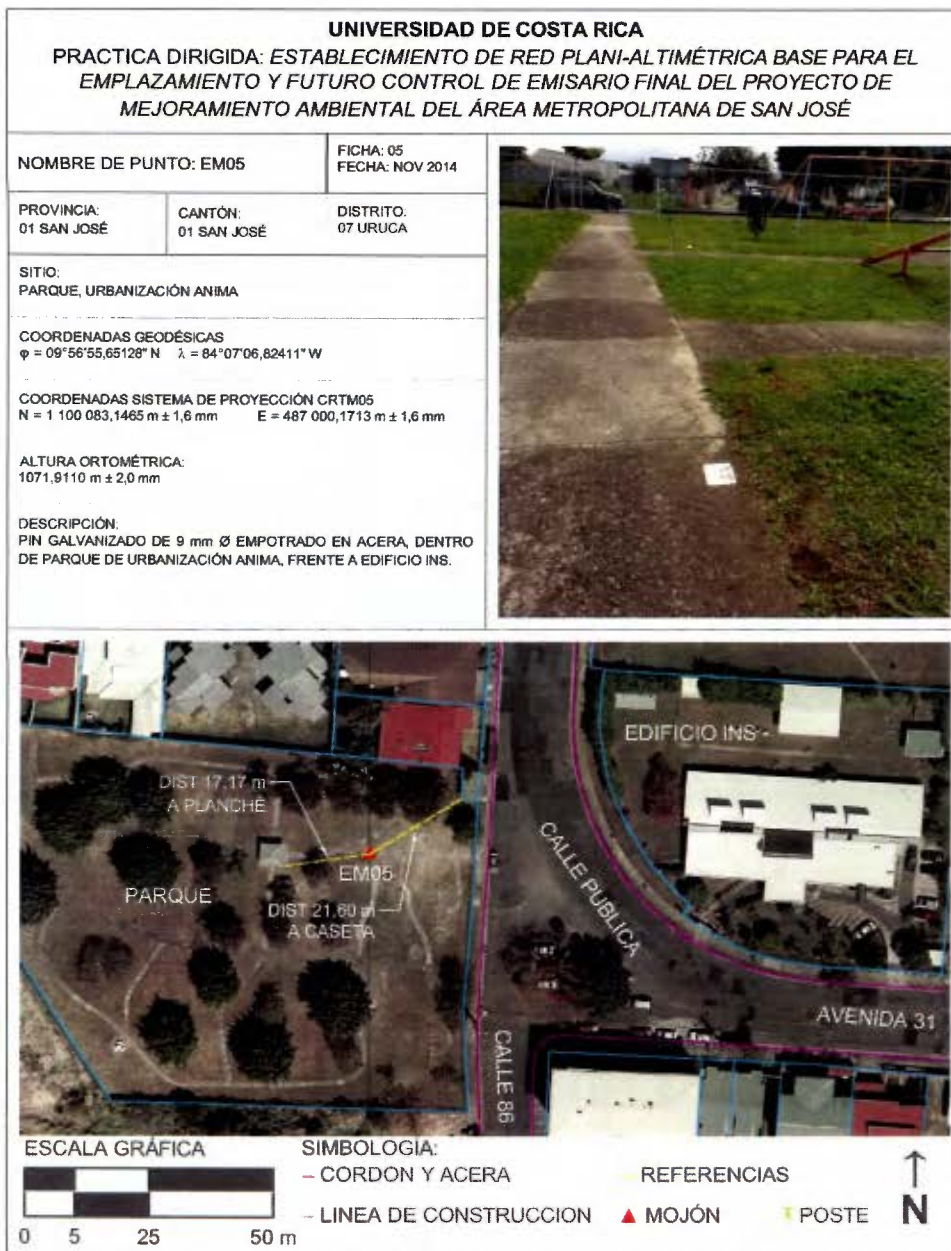 UNIVERSIDAD DE COSTA RICA
PRACTICA DIRIGIDA: ESTABLECIMIENTO DE RED PLANI-ALTIMÉTRICA BASE PARA EL
EMPLAZAMIENTO Y FUTURO CONTROL DE EMISARIO FINAL DEL PROYECTO DE
MEJORAMIENTO AMBIENTAL DEL ÁREA METROPOLITANA DE SAN JOSÉ
NOMBRE DE PUNTO: EM05
FICHA: 05
FECHA: NOV 2014
PROVINCIA:
01 SAN JOSÉ
CANTÓN:
01 SAN JOSÉ
DISTRITO:
07 URUCA
SITIO:
PARQUE, URBANIZACIÓN ANIMA
COORDENADAS GEODÉSICAS
φ = 09°56'55,65128" N λ = 84°07'06,82411" W
COORDENADAS SISTEMA DE PROYECCIÓN CRTM05
N = 1 100 083,1465 m ± 1,6 mm E = 487 000,1713 m ± 1,6 mm
ALTURA ORTOMÉTRICA:
1071,9110 m ± 2,0 mm
DESCRIPCIÓN:
PIN GALVANIZADO DE 9 mm Ø EMPOTRADO EN ACERA, DENTRO
DE PARQUE DE URBANIZACIÓN ANIMA, FRENTE A EDIFICIO INS.
EDIFICIO INS
DIST 17,17 m
A PLANCHE
EM05
PARQUE
DIST 21,60 m
A CASETA
CALLE PUBLICA
AVENIDA 31
CALLE 86
ESCALA GRÁFICA
0 5 25 50 m
SIMBOLOGIA:
CORDON Y ACERA
REFERENCIAS
LINEA DE CONSTRUCCION
MOJÓN
POSTE
N